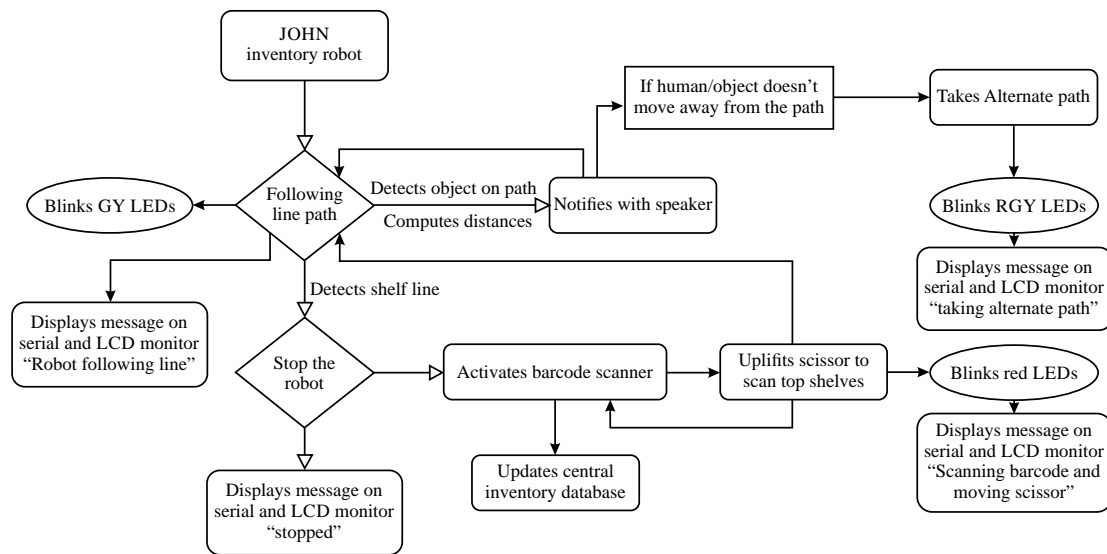 JOHN
inventory robot
If human/object doesn't
move away from the path
Takes Alternate path
Following
line path
Blinks GY LEDs
Detects object on path
Computes distances
Notifies with speaker
Blinks RGY LEDs
Displays message on
serial and LCD monitor
“taking alternate path”
Detects shelf line
Displays message on
serial and LCD monitor
“Robot following line”
Stop the
robot
Activates barcode scanner
Uplifits scissor to
scan top shelves
Blinks red LEDs
Displays message on
serial and LCD monitor
“Scanning barcode and
moving scissor”
Updates central
inventory database
Displays message on
serial and LCD monitor
“stopped”